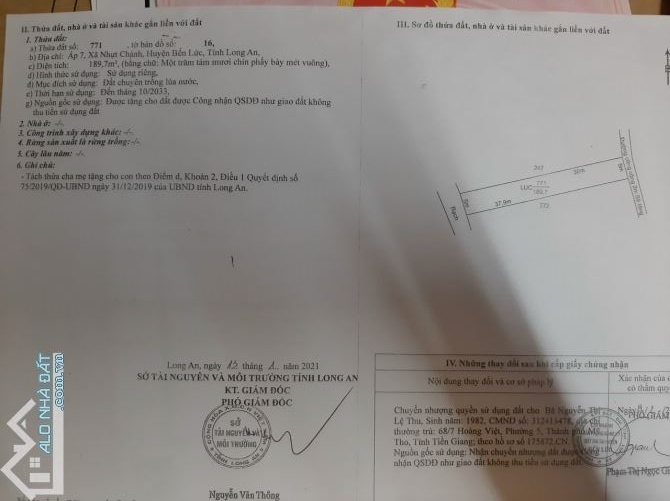 II. Thửa đất, nhà ở và tài sản khác gắn liền với đất
1. Thửa đất:
a) Thửa đất số: 771 , tờ bản đồ số: 16,
b) Địa chỉ: Ấp 7, Xã Nhựt Chánh, Huyện Bến Lức, Tỉnh Long An,
c) Diện tích: 189,7m², (bằng chữ: Một trăm tám mươi chín phẩy bảy mét vuông),
d) Hình thức sử dụng: Sử dụng riêng,
đ) Mục đích sử dụng: Đất chuyên trồng lúa nước,
e) Thời hạn sử dụng: Đến tháng 10/2033,
g) Nguồn gốc sử dụng: Được tặng cho đất được Công nhận QSDĐ như giao đất không
thu tiền sử dụng đất
2. Nhà ở: -/-.
3. Công trình xây dựng khác: -/-.
4. Rừng sản xuất là rừng trồng:-/-.
5. Cây lâu năm: -/-.
6. Ghi chú:
- Tách thửa cha mẹ tặng cho con theo Điểm d, Khoản 2, Điều 1 Quyết định số
75/2019/QĐ-UBND ngày 31/12/2019 của UBND tỉnh Long An.
III. Sơ đồ thửa đất, nhà ở và tài sản khác gắn liền với đất
5m
LUC
771
189,7
37.9m
772
Rạch
Long An, ngày tháng năm 2021
SỞ TÀI NGUYÊN VÀ MÔI TRƯỜNG TỈNH LONG AN
KT. GIÁM ĐỐC
PHÓ GIÁM ĐỐC
SỞ
TÀI NGUYÊN VÀ
MÔI TRƯỜNG
TỈNH LONG AN
Nguyễn Văn Thông
IV. Những thay đổi sau khi cấp giấy chứng nhận
Nội dung thay đổi và cơ sở pháp lý
Xác nhận của
có thẩm quy
Chuyển nhượng quyền sử dụng đất cho Bà Nguyễn Thị
Lệ Thu, Sinh năm: 1982, CMND số: địa chỉ
thường trú: 68/7 Hoàng Việt, Phường 5, Thành phố Mỹ
Tho, Tỉnh Tiền Giang; theo hồ sơ số 175872.CN.
Nguồn gốc sử dụng: Nhận chuyển nhượng đất được Công
nhận QSDĐ như giao đất không thu tiền sử dụng đất.
Phạm Thị Ngọc
ALO NHÀ ĐẤT
.com.vn